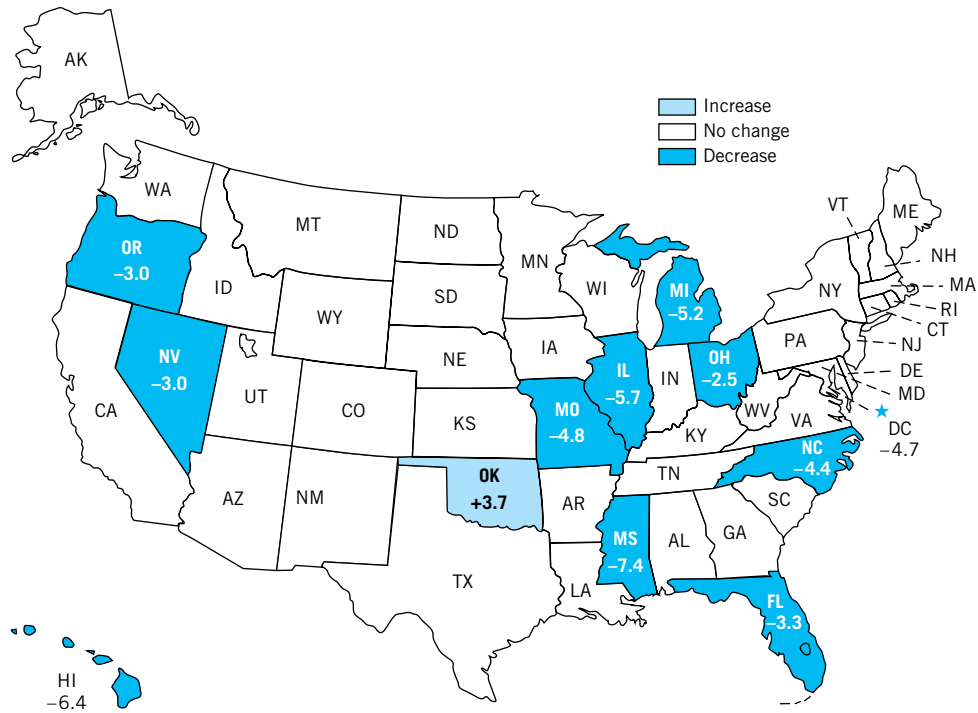 AK
Increase
No change
Decrease
WA
MT
ND
MN
VT
ME
OR
–3.0
ID
SD
WI
MI
–5.2
NY
NH
MA
RI
CT
WY
NV
–3.0
NE
IA
IL
–5.7
IN
OH
–2.5
PA
NJ
DE
MD
DC
–4.7
CA
UT
CO
KS
MO
–4.8
KY
WV
VA
NC
–4.4
AZ
NM
OK
+3.7
AR
TN
SC
MS
–7.4
AL
GA
TX
LA
FL
–3.3
HI
–6.4